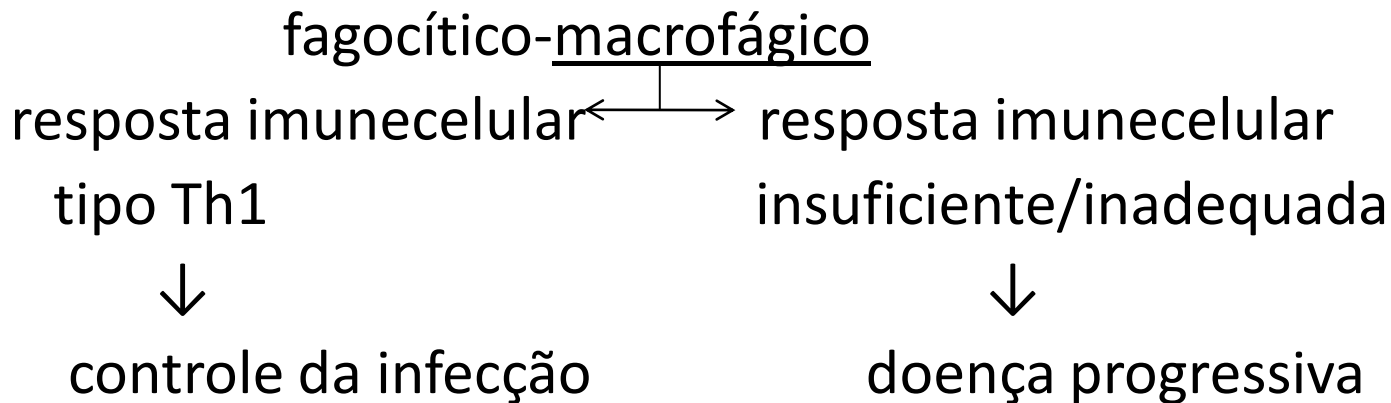 fagocítico-macrofágico
resposta imunecelular resposta imunecelular
tipo Th1 insuficiente/inadequada
controle da infecção doença progressiva